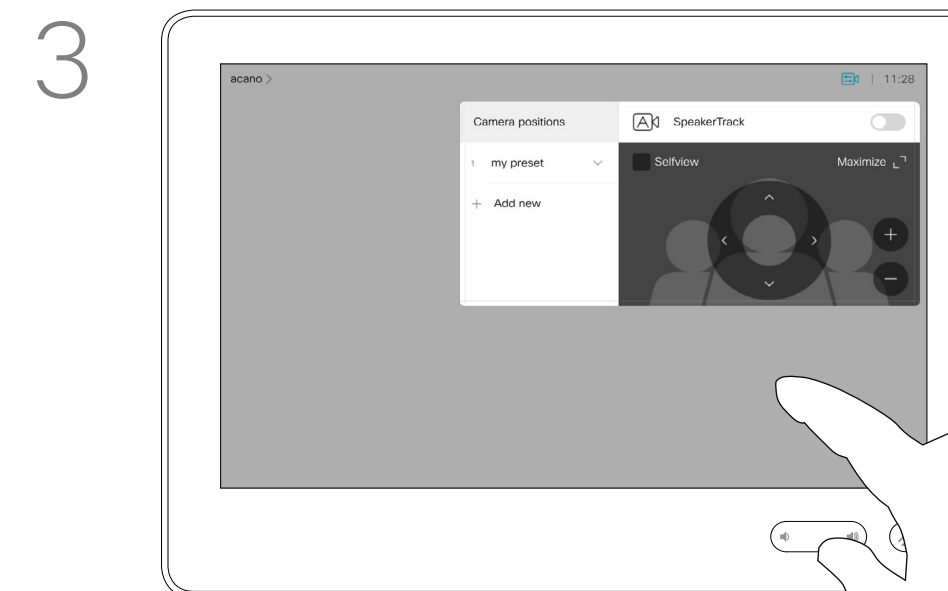 3
acano >
11:28
Camera positions
SpeakerTrack
1 my preset
Selfview
Maximize
+ Add new